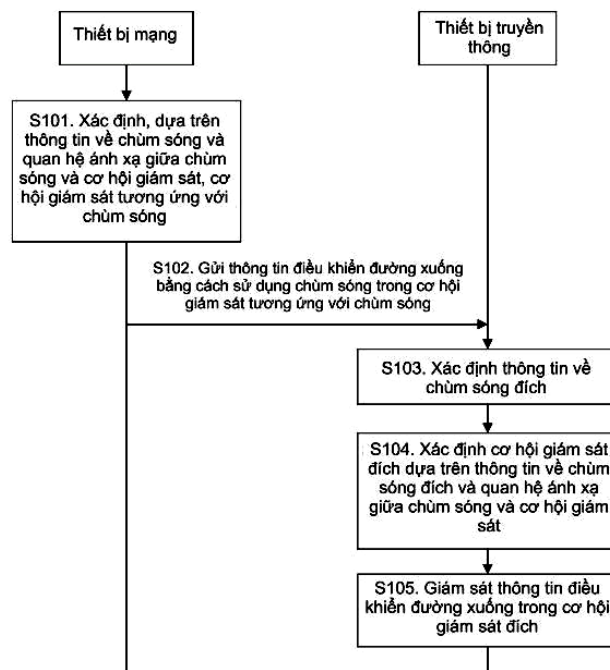 Thiết bị mạng
Thiết bị truyền
thông
S101. Xác định, dựa trên
thông tin về chùm sóng và
quan hệ ánh xạ giữa chùm
sóng và cơ hội giám sát, cơ
hội giám sát tương ứng với
chùm sóng
S102. Gửi thông tin điều khiển đường xuống
bằng cách sử dụng chùm sóng trong cơ hội
giám sát tương ứng với chùm sóng
S103. Xác định thông tin về
chùm sóng đích
S104. Xác định cơ hội giám sát
đích dựa trên thông tin về chùm
sóng đích và quan hệ ánh xạ
giữa chùm sóng và cơ hội giám
sát
S105. Giám sát thông tin điều
khiển đường xuống trong cơ hội
giám sát đích